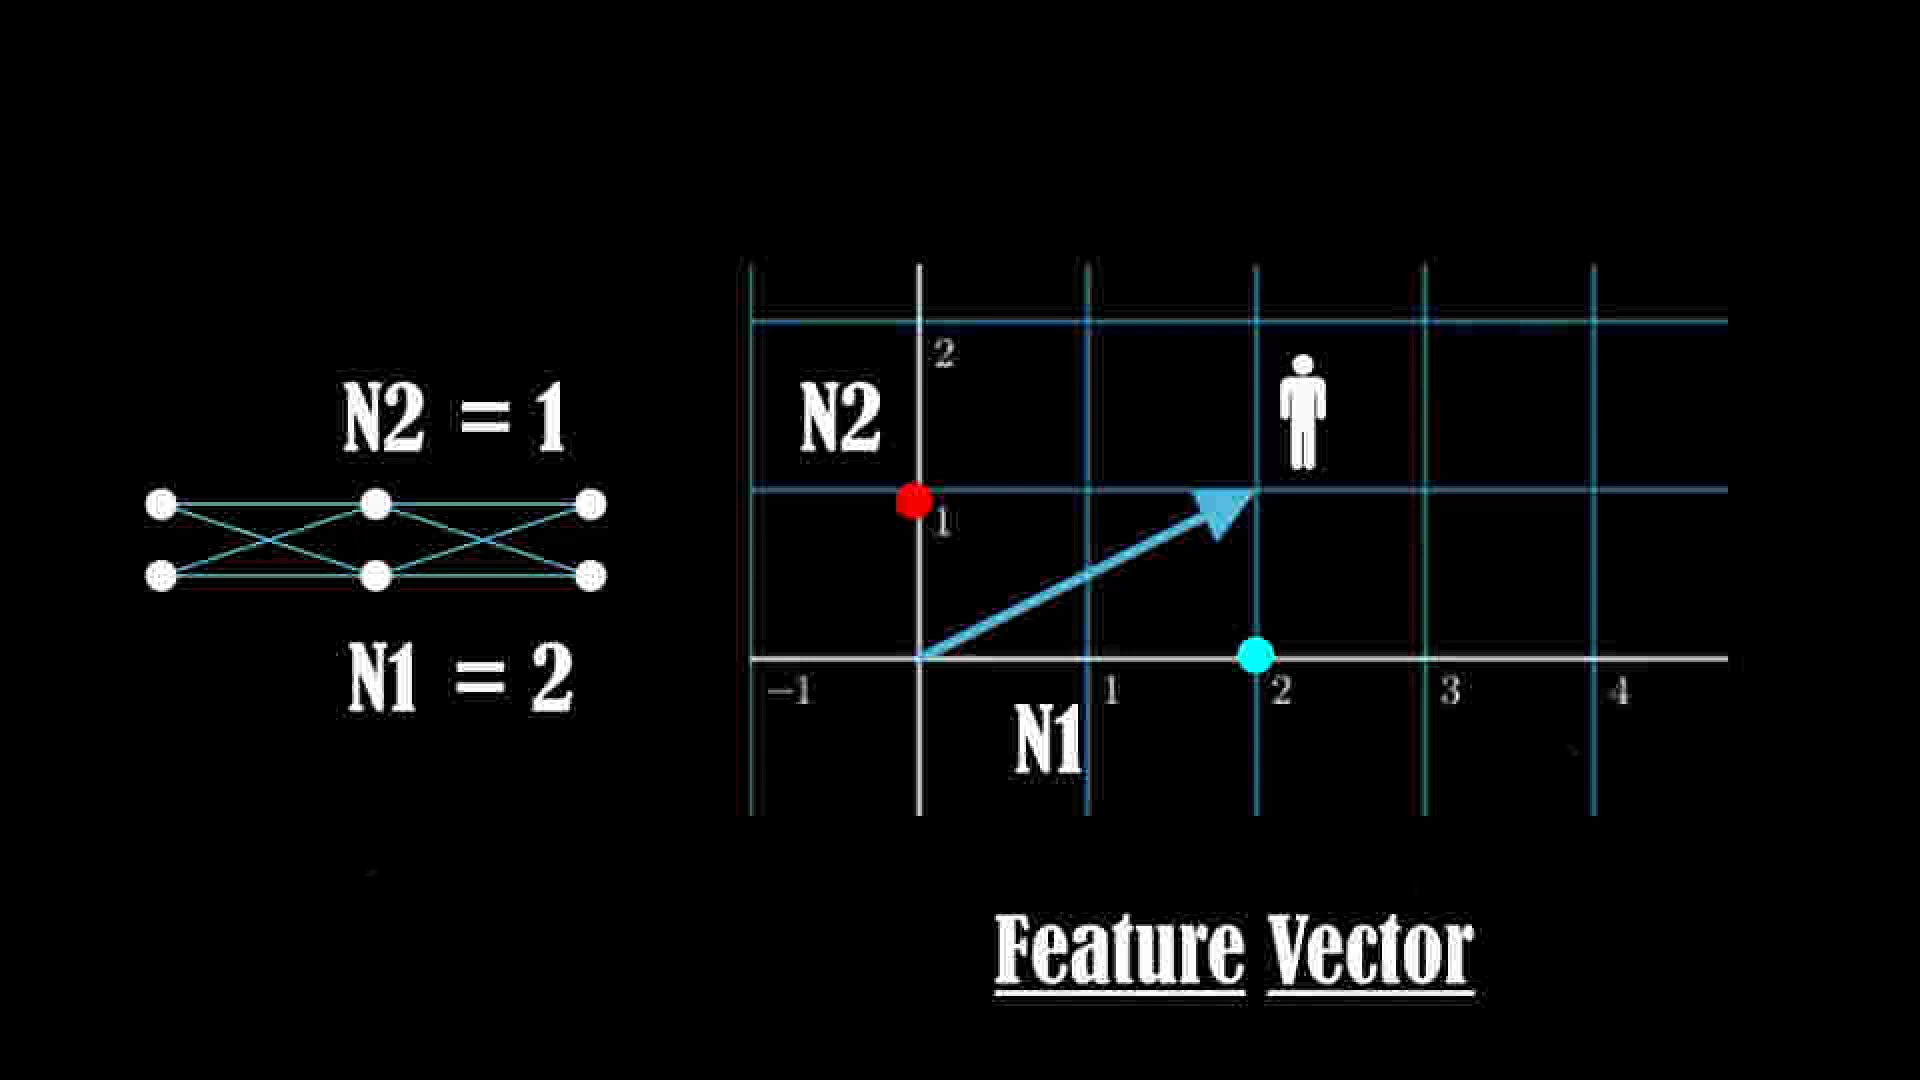 N2 = 1
N1 = 2
2
N2
1
-1
1
2
3
4
N1
Feature Vector